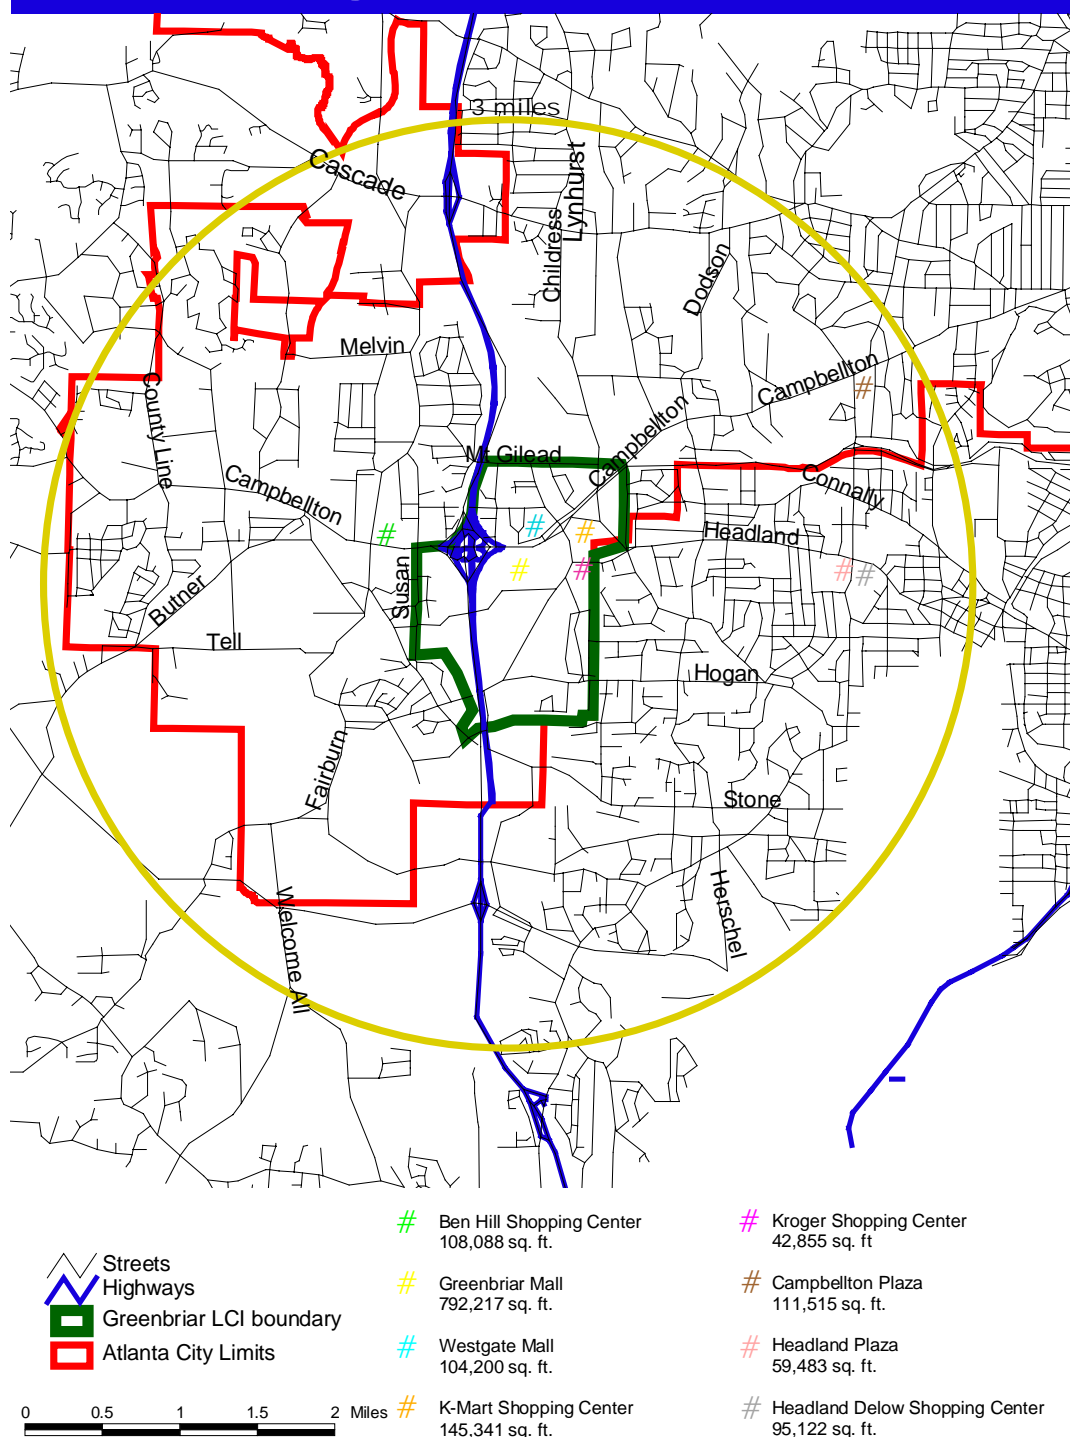 3 miles
Cascade
Lynhurst
Childress
Dodson
Melvin
County Line
Campbellton
Mt Gilead
Campbellton
Campbellton
Connally
Headland
Susan
Butner
Tell
Hogan
Fairburn
Stone
Herschel
Welcome All
Streets
Highways
Greenbriar LCI boundary
Atlanta City Limits
0 0.5 1 1.5 2 Miles
# Ben Hill Shopping Center
108,088 sq. ft.
# Greenbriar Mall
792,217 sq. ft.
# Westgate Mall
104,200 sq. ft.
# K-Mart Shopping Center
145,341 sq. ft.
# Kroger Shopping Center
42,855 sq. ft
# Campbellton Plaza
111,515 sq. ft.
# Headland Plaza
59,483 sq. ft.
# Headland Delow Shopping Center
95,122 sq. ft.